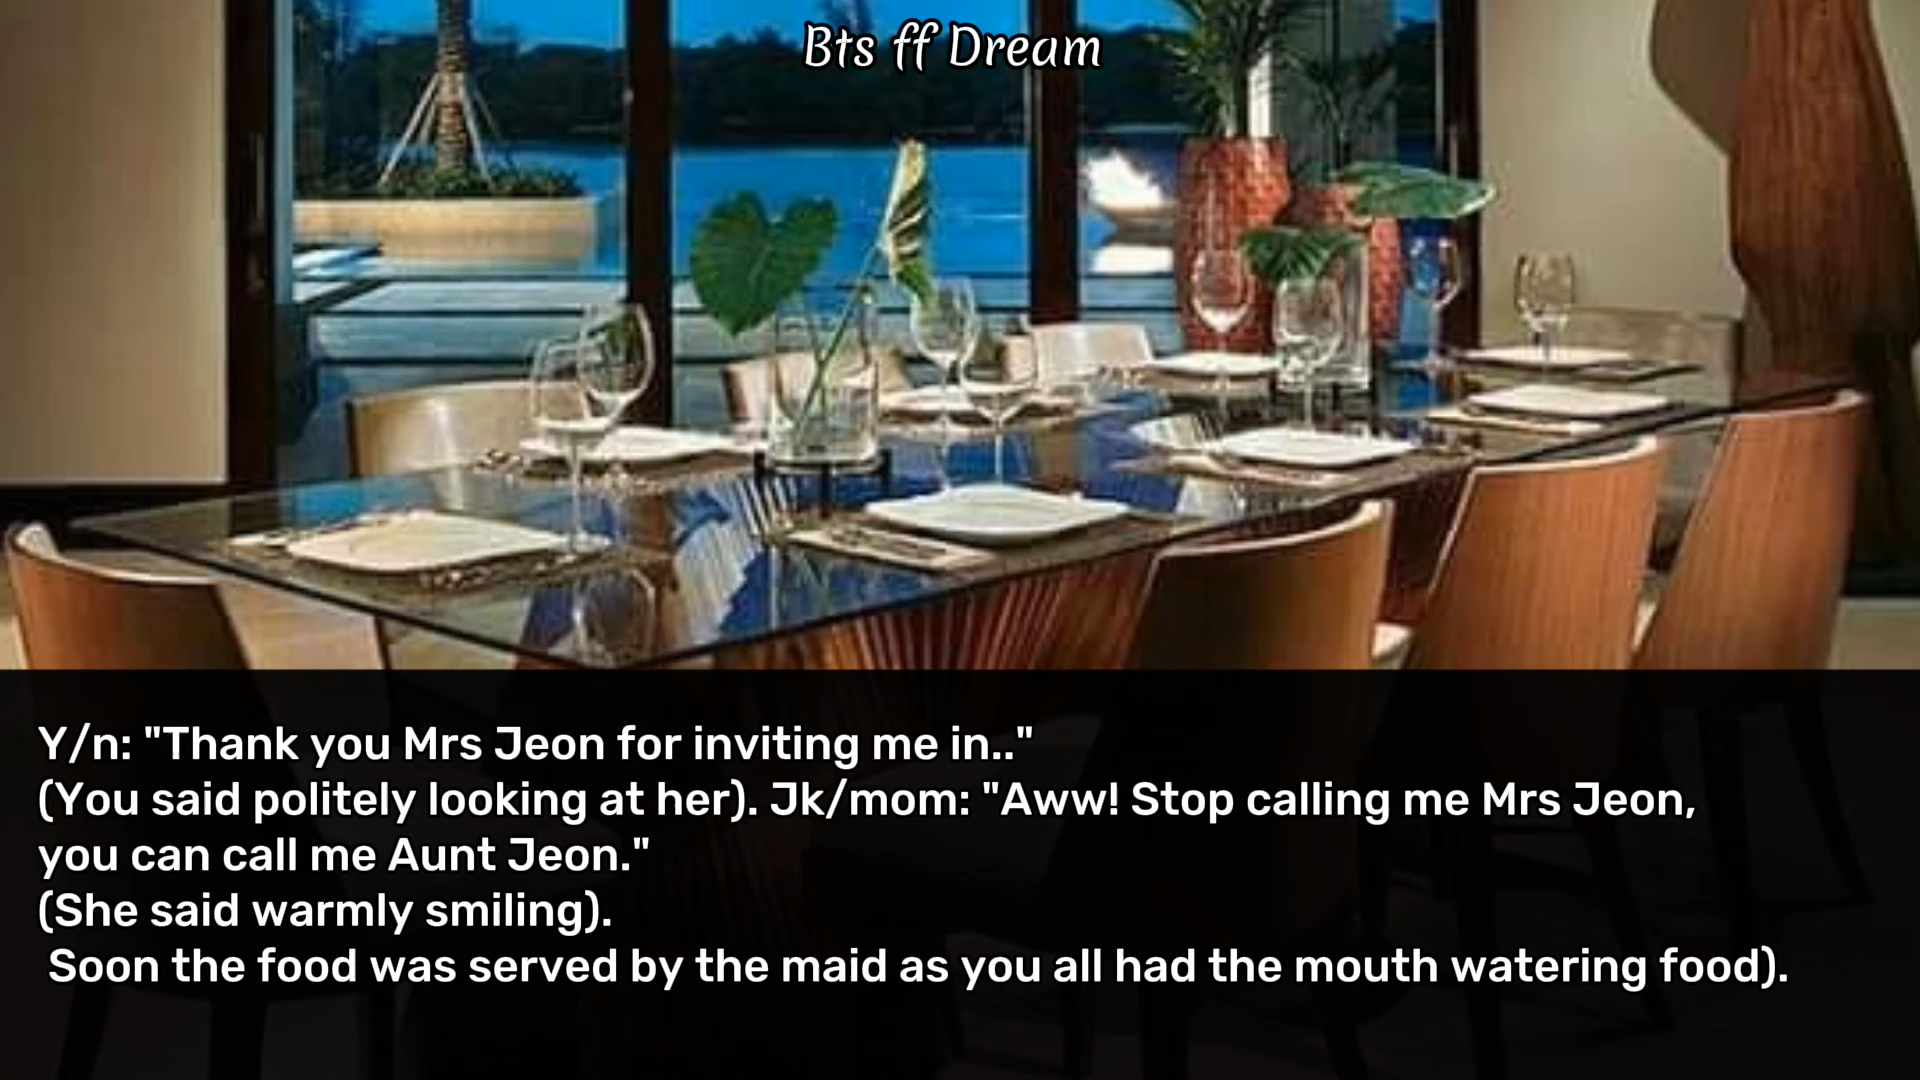 Bts ff Dream
Y/n: "Thank you Mrs Jeon for inviting me in.."
(You said politely looking at her). Jk/mom: "Aww! Stop calling me Mrs Jeon,
you can call me Aunt Jeon."
(She said warmly smiling).
Soon the food was served by the maid as you all had the mouth watering food).